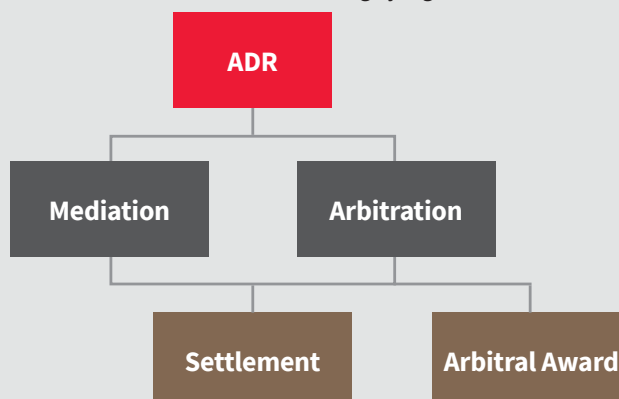 ADR
Mediation
Arbitration
Settlement
Arbitral Award